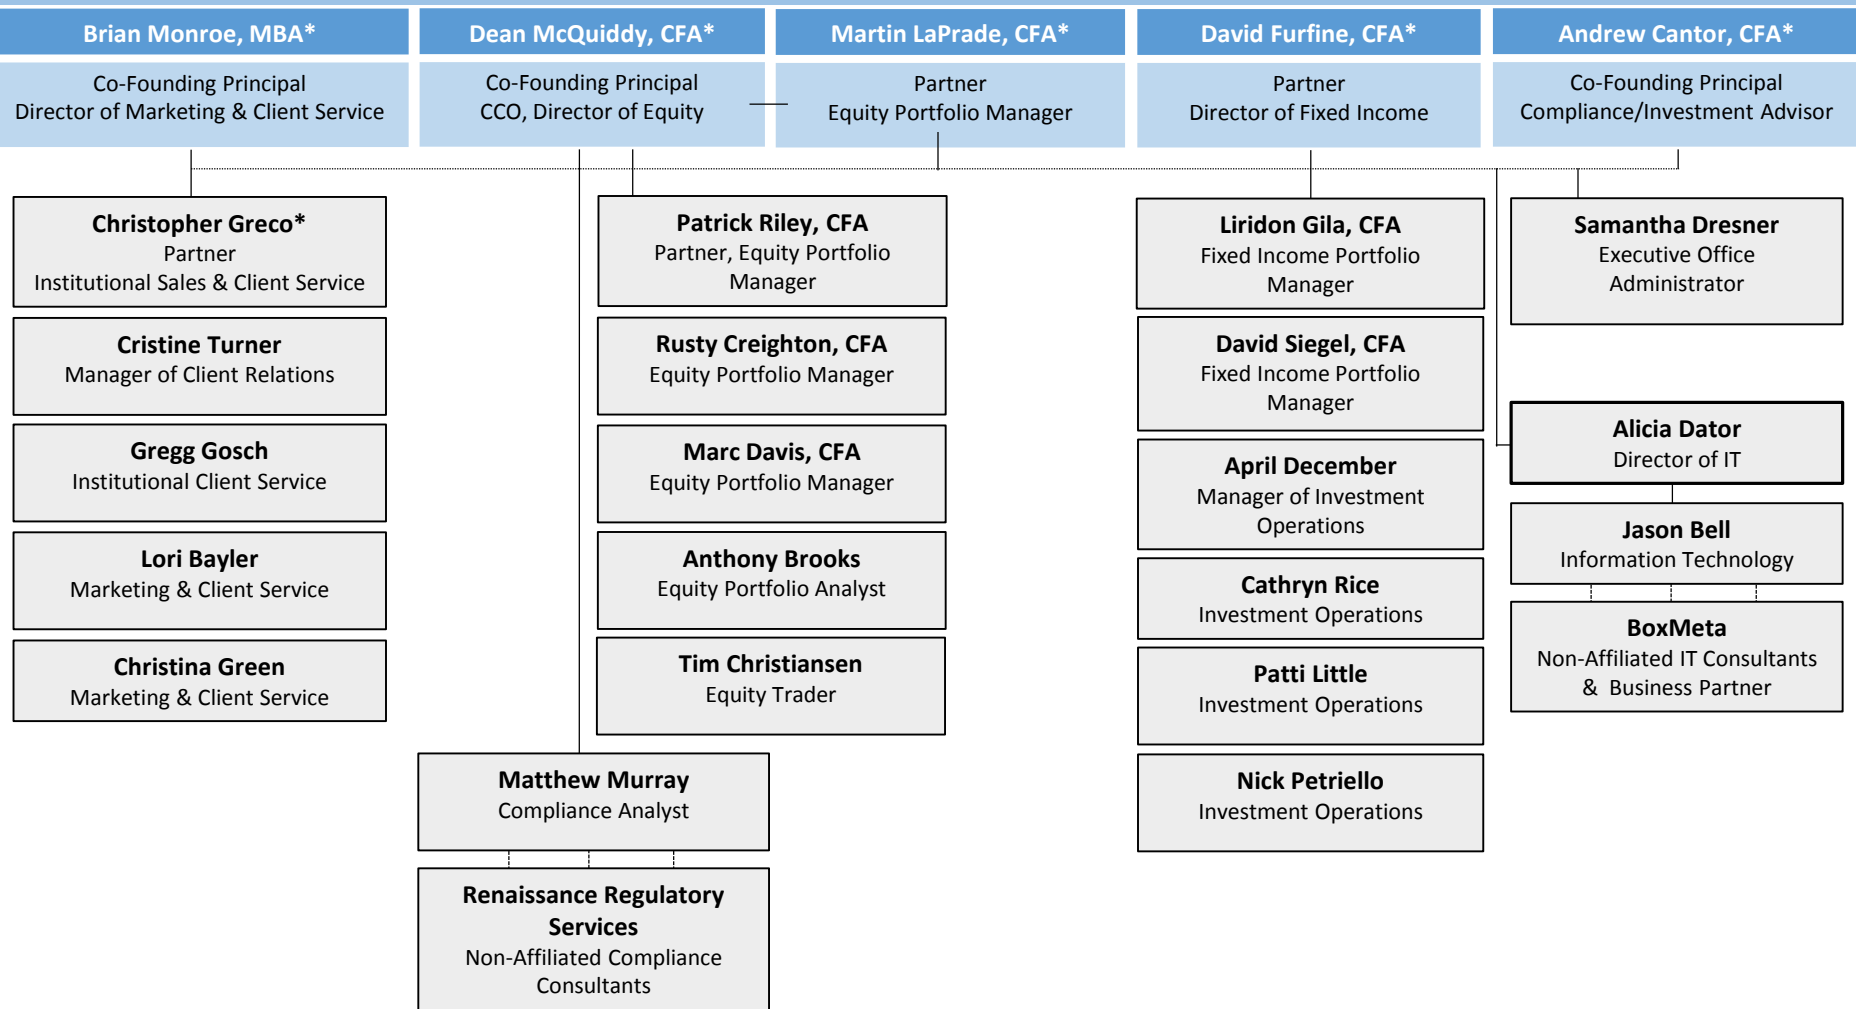 Brian Monroe, MBA*
Co-Founding Principal
Director of Marketing & Client Service
Dean McQuiddy, CFA*
Co-Founding Principal
CCO, Director of Equity
Martin LaPrade, CFA*
Partner
Equity Portfolio Manager
David Furfine, CFA*
Partner
Director of Fixed Income
Andrew Cantor, CFA*
Co-Founding Principal
Compliance/Investment Advisor
Christopher Greco*
Partner
Institutional Sales & Client Service
Cristine Turner
Manager of Client Relations
Gregg Gosch
Institutional Client Service
Lori Bayler
Marketing & Client Service
Christina Green
Marketing & Client Service
Patrick Riley, CFA
Partner, Equity Portfolio
Manager
Rusty Creighton, CFA
Equity Portfolio Manager
Marc Davis, CFA
Equity Portfolio Manager
Anthony Brooks
Equity Portfolio Analyst
Tim Christiansen
Equity Trader
Matthew Murray
Compliance Analyst
Renaissance Regulatory
Services
Non-Affiliated Compliance
Consultants
Liridon Gila, CFA
Fixed Income Portfolio
Manager
David Siegel, CFA
Fixed Income Portfolio
Manager
April December
Manager of Investment
Operations
Cathryn Rice
Investment Operations
Patti Little
Investment Operations
Nick Petriello
Investment Operations
Samantha Dresner
Executive Office
Administrator
Alicia Dator
Director of IT
Jason Bell
Information Technology
BoxMeta
Non-Affiliated IT Consultants
& Business Partner